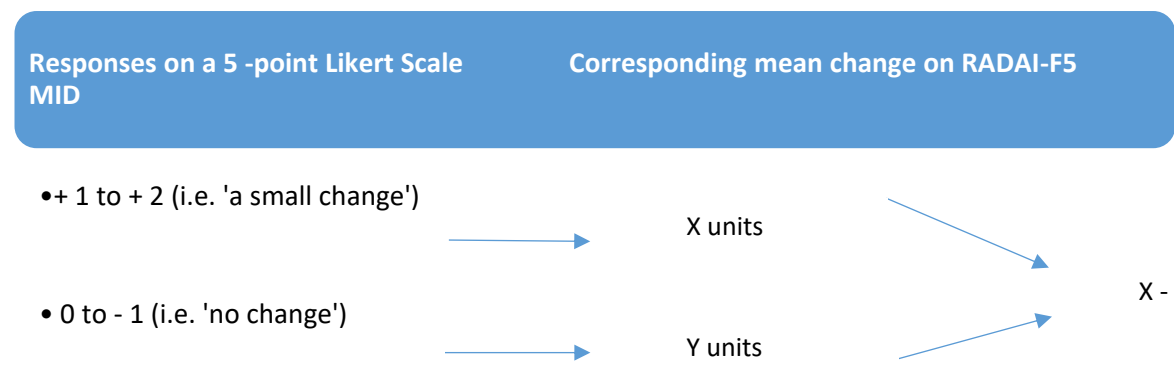 Responses on a 5 -point Likert Scale Corresponding mean change on RADAI-F5
MID
•+ 1 to + 2 (i.e. 'a small change')
X units
X -
• 0 to - 1 (i.e. 'no change')
Y units